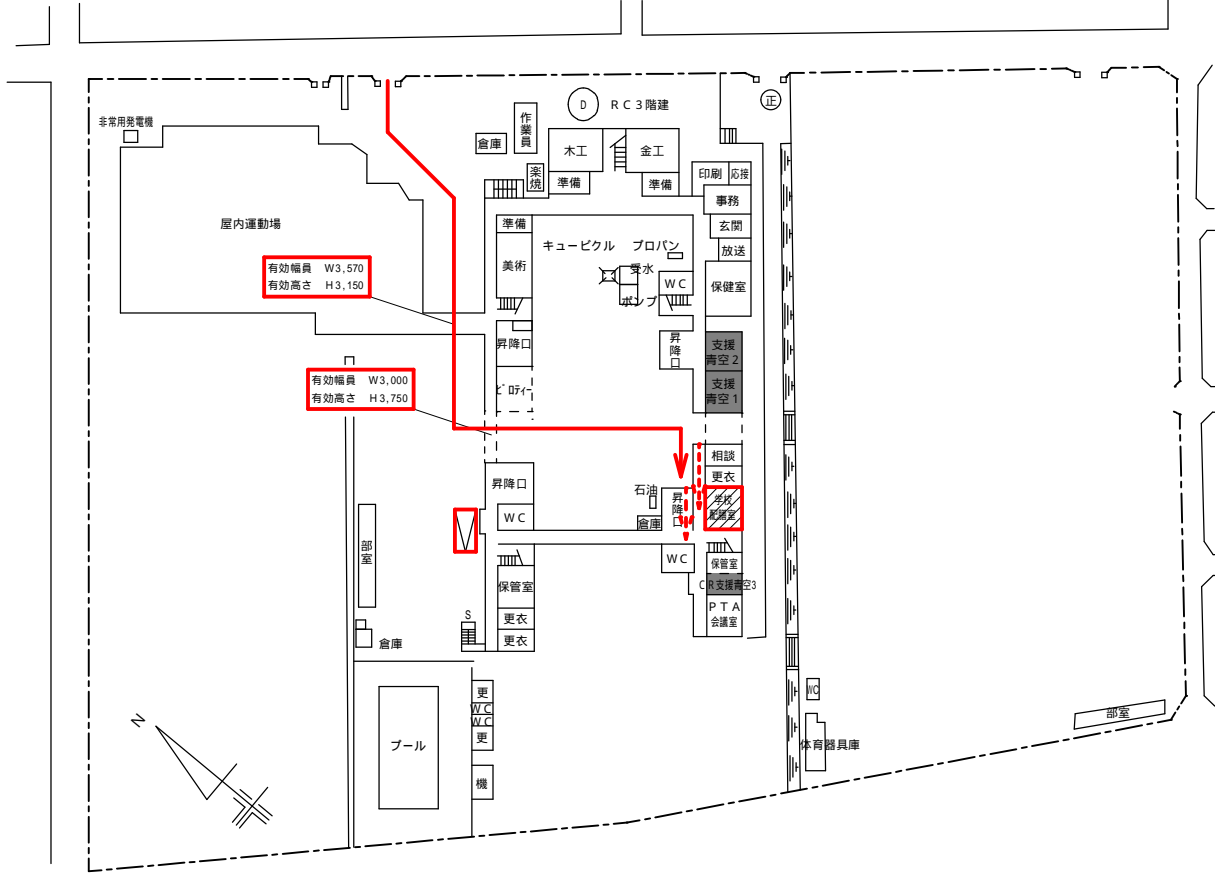 D
RC3階建
正
非常用発電機
作業員
倉庫
木工
金工
楽焼
準備
準備
印刷
応接
事務
屋内運動場
準備
玄関
キュービクル
プロパン
放送
美術
受水
WC
保健室
ポンプ
有効幅員 W3,570
有効高さ H3,150
昇降口
昇降口
支援
青空2
有効幅員 W3,000
有効高さ H3,750
ピロティー
支援
青空1
相談
更衣
昇降口
石油
昇降口
学校
配膳室
WC
倉庫
部室
WC
保管室
保管室
CR支援青空3
更衣
PTA
会議室
S
更衣
倉庫
更
WC
WC
更
WC
部室
N
プール
体育器具庫
機